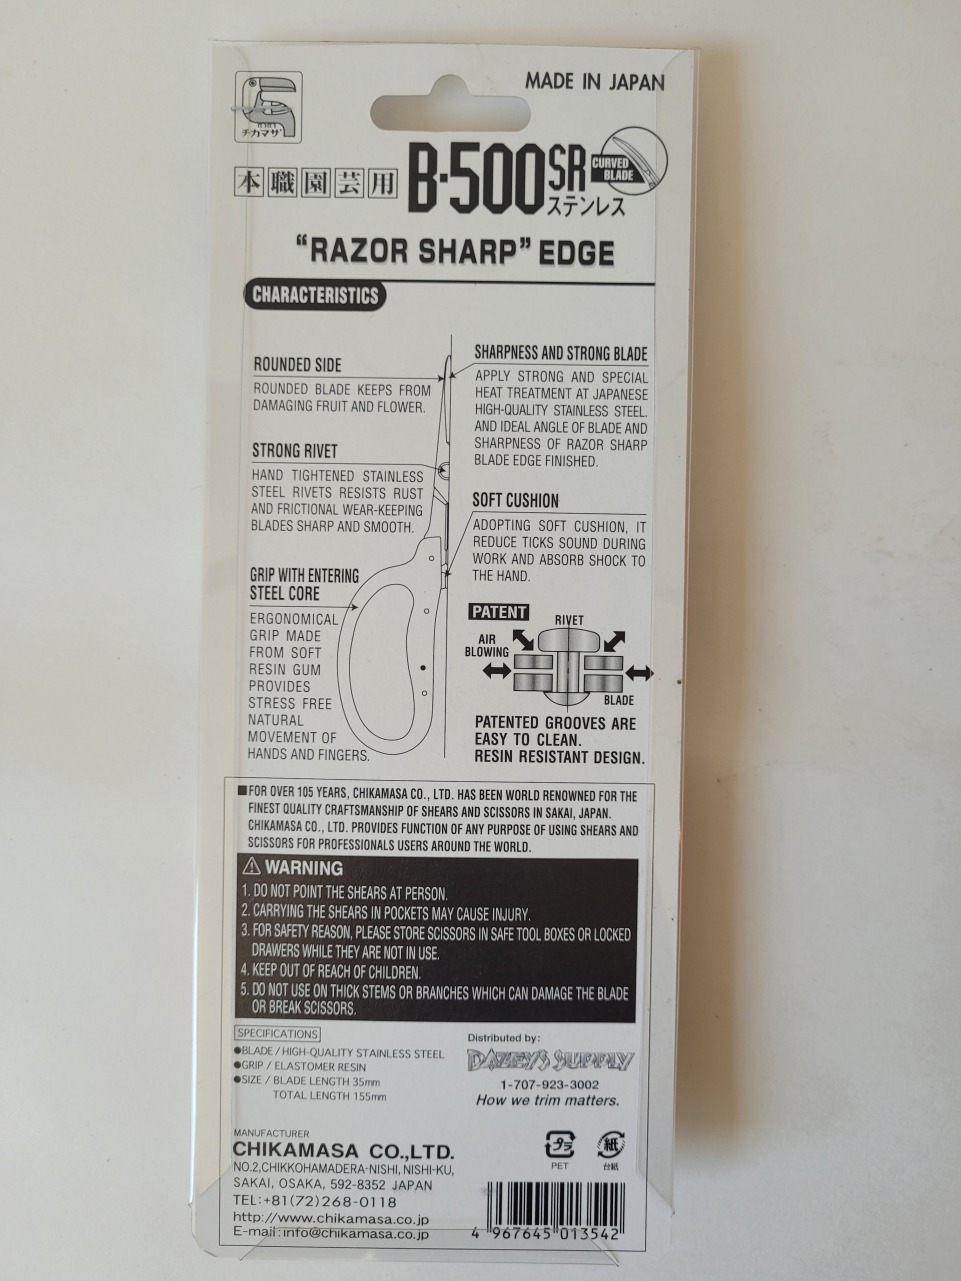 MADE IN JAPAN
チカマサ
本職園芸用 B-500SR
CURVED
BLADE
ステンレス
"RAZOR SHARP" EDGE
CHARACTERISTICS
ROUNDED SIDE
ROUNDED BLADE KEEPS FROM
DAMAGING FRUIT AND FLOWER.
STRONG RIVET
HAND TIGHTENED STAINLESS
STEEL RIVETS RESISTS RUST
AND FRICTIONAL WEAR-KEEPING
BLADES SHARP AND SMOOTH.
GRIP WITH ENTERING
STEEL CORE
ERGONOMICAL
GRIP MADE
FROM SOFT
RESIN GUM
PROVIDES
STRESS FREE
NATURAL
MOVEMENT OF
HANDS AND FINGERS.
SHARPNESS AND STRONG BLADE
APPLY STRONG AND SPECIAL
HEAT TREATMENT AT JAPANESE
HIGH-QUALITY STAINLESS STEEL.
AND IDEAL ANGLE OF BLADE AND
SHARPNESS OF RAZOR SHARP
BLADE EDGE FINISHED.
SOFT CUSHION
ADOPTING SOFT CUSHION, IT
REDUCE TICKS SOUND DURING
WORK AND ABSORB SHOCK TO
THE HAND.
PATENT
RIVET
AIR
BLOWING
BLADE
PATENTED GROOVES ARE
EASY TO CLEAN.
RESIN RESISTANT DESIGN.
■FOR OVER 105 YEARS, CHIKAMASA CO., LTD. HAS BEEN WORLD RENOWNED FOR THE
FINEST QUALITY CRAFTSMANSHIP OF SHEARS AND SCISSORS IN SAKAI, JAPAN.
CHIKAMASA CO., LTD. PROVIDES FUNCTION OF ANY PURPOSE OF USING SHEARS AND
SCISSORS FOR PROFESSIONALS USERS AROUND THE WORLD.
⚠ WARNING
1. DO NOT POINT THE SHEARS AT PERSON.
2. CARRYING THE SHEARS IN POCKETS MAY CAUSE INJURY.
3. FOR SAFETY REASON, PLEASE STORE SCISSORS IN SAFE TOOL BOXES OR LOCKED
DRAWERS WHILE THEY ARE NOT IN USE.
4. KEEP OUT OF REACH OF CHILDREN.
5. DO NOT USE ON THICK STEMS OR BRANCHES WHICH CAN DAMAGE THE BLADE
OR BREAK SCISSORS.
SPECIFICATIONS
●BLADE / HIGH-QUALITY STAINLESS STEEL
●GRIP / ELASTOMER RESIN
●SIZE / BLADE LENGTH 35mm
TOTAL LENGTH 155mm
Distributed by:
DAZEYS SUPPLY
1-707-923-3002
How we trim matters.
MANUFACTURER
CHIKAMASA CO.,LTD.
NO.2,CHIKKOHAMADERA-NISHI, NISHI-KU,
SAKAI, OSAKA, 592-8352 JAPAN
TEL:+81(72)268-0118
http://www.chikamasa.co.jp
E-mail:info@chikamasa.co.jp
プラ
PET
紙
台紙
4 967645 013542